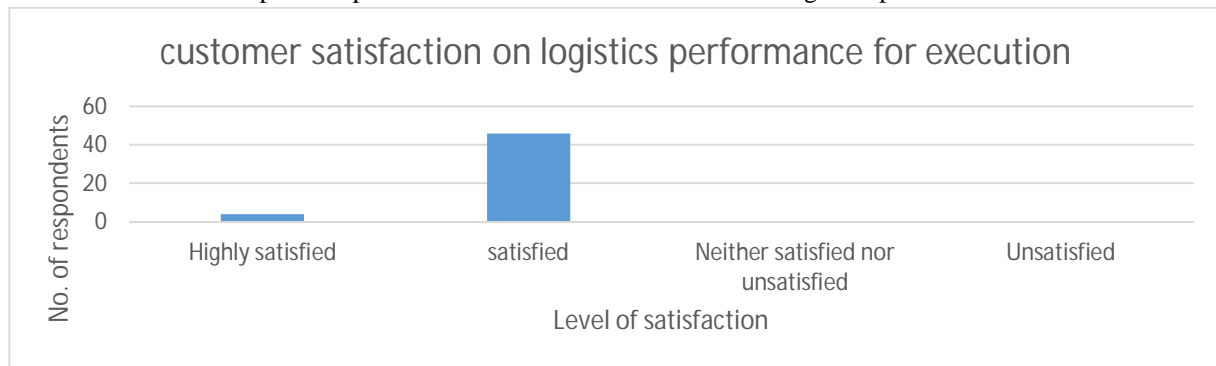 customer satisfaction on logistics performance for execution
60
40
20
0
No. of respondents
Highly satisfied
satisfied
Neither satisfied nor
unsatisfied
Unsatisfied
Level of satisfaction